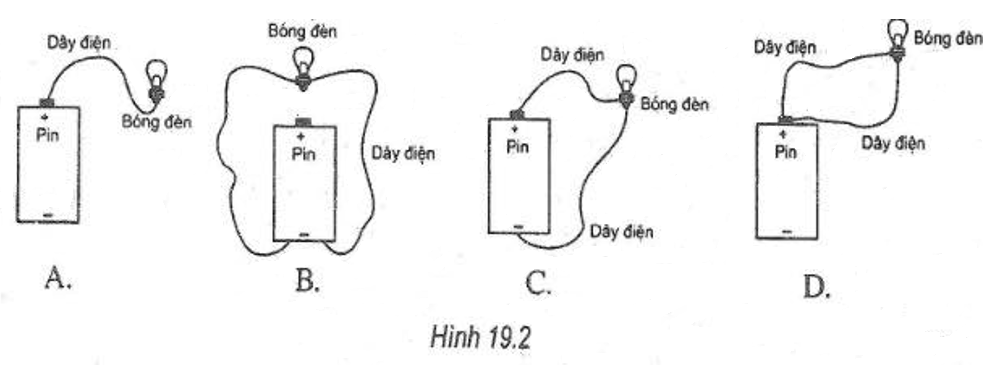 Dây điện
Bóng đèn
+
Pin
-
A.
Bóng đèn
+
Pin
Dây điện
-
B.
Dây điện
Bóng đèn
+
Pin
Dây điện
-
C.
Dây điện
Bóng đèn
+
Pin
Dây điện
-
D.
Hình 19.2